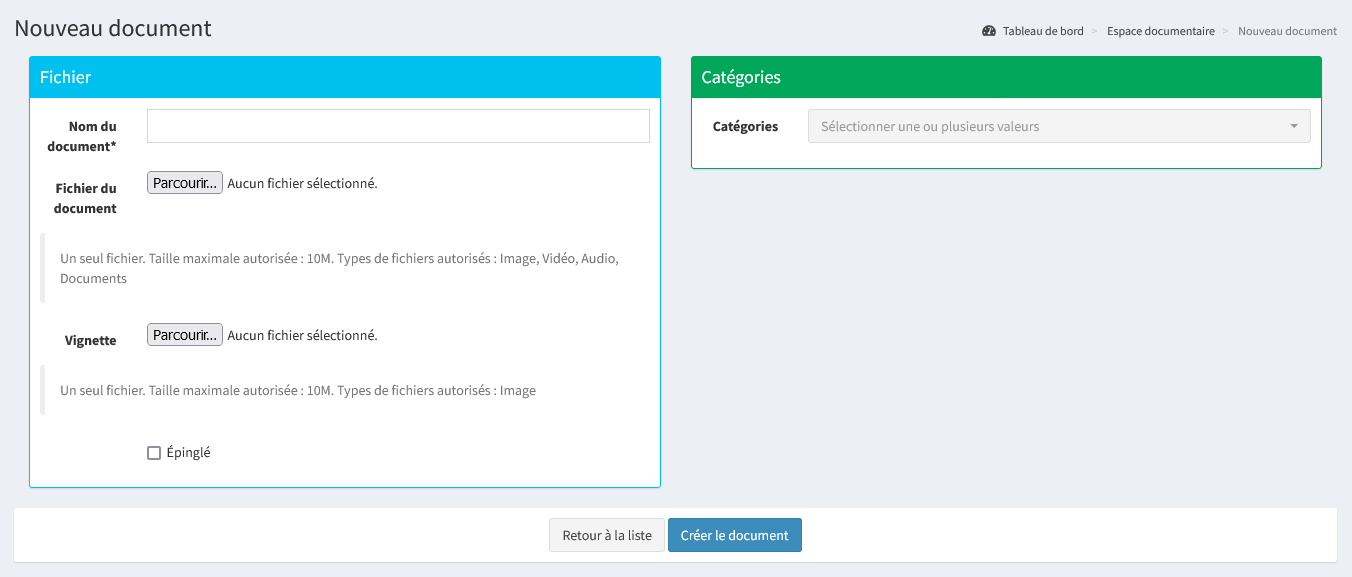 Nouveau document
Tableau de bord > Espace documentaire > Nouveau document
Fichier
Nom du
document*
Fichier du
document
Parcourir... Aucun fichier sélectionné.
Un seul fichier. Taille maximale autorisée : 10M. Types de fichiers autorisés : Image, Vidéo, Audio,
Documents
Vignette
Parcourir... Aucun fichier sélectionné.
Un seul fichier. Taille maximale autorisée : 10M. Types de fichiers autorisés : Image
Épinglé
Catégories
Catégories
Sélectionner une ou plusieurs valeurs
Retour à la liste
Créer le document